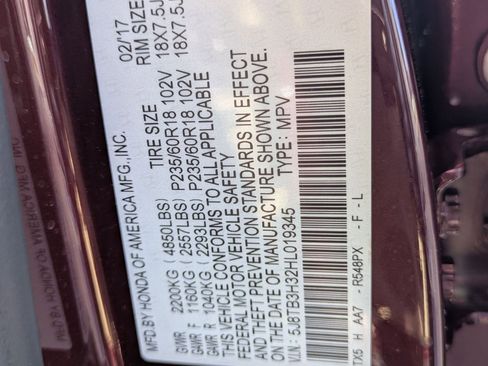 MFD.BY HONDA OF AMERICA MFG.,INC. 02/17
TIRE SIZE RIM SIZE
GVWR 2200KG (4850LBS)
GAWR F 1160KG (2557LBS) P235/60R18 102V 18X7.5J
GAWR R 1040KG (2293LBS) P235/60R18 102V 18X7.5J
THIS VEHICLE CONFORMS TO ALL APPLICABLE
FEDERAL MOTOR VEHICLE SAFETY
AND THEFT PREVENTION STANDARDS IN EFFECT
ON THE DATE OF MANUFACTURE SHOWN ABOVE.
5J8TB3H32HL019345 TYPE: MPV
TX5 H AA7 - R548PX - F - L